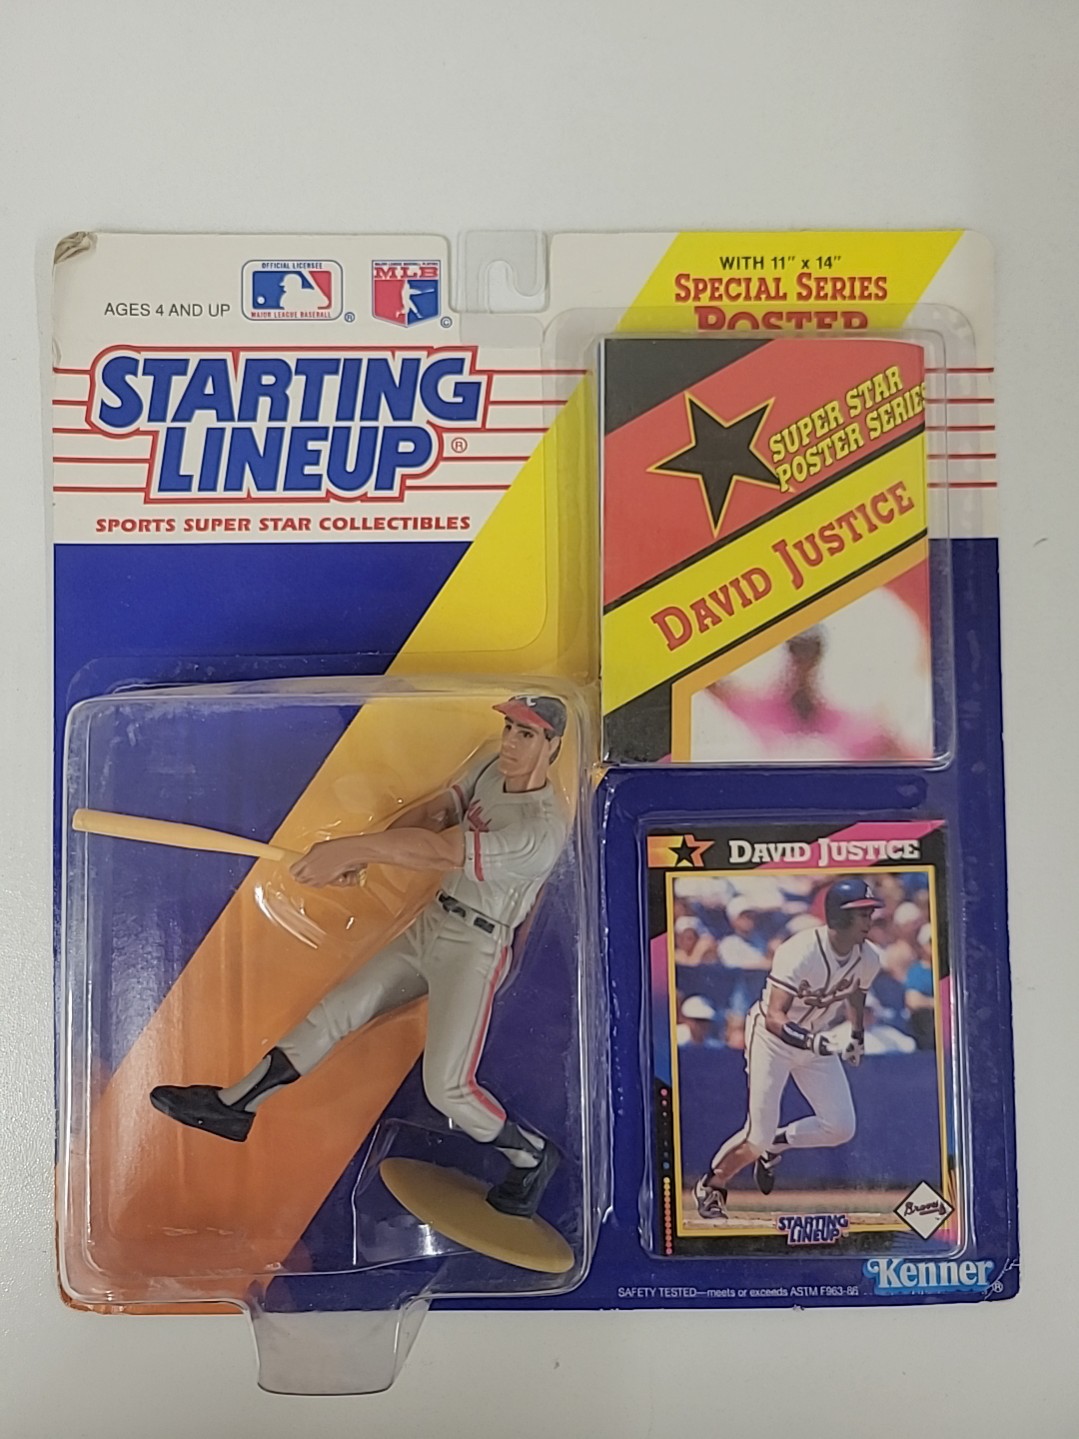 WITH 11" x 14"
SPECIAL SERIES
POSTER
AGES 4 AND UP
OFFICIAL LICENSEE
MAJOR LEAGUE BASEBALL
®
MLB
©
STARTING
LINEUP®
SPORTS SUPER STAR COLLECTIBLES
SUPER STAR
POSTER SERIES
DAVID JUSTICE
DAVID JUSTICE
Braves
STARTING
LINEUP
Kenner®
SAFETY TESTED—meets or exceeds ASTM F963-86